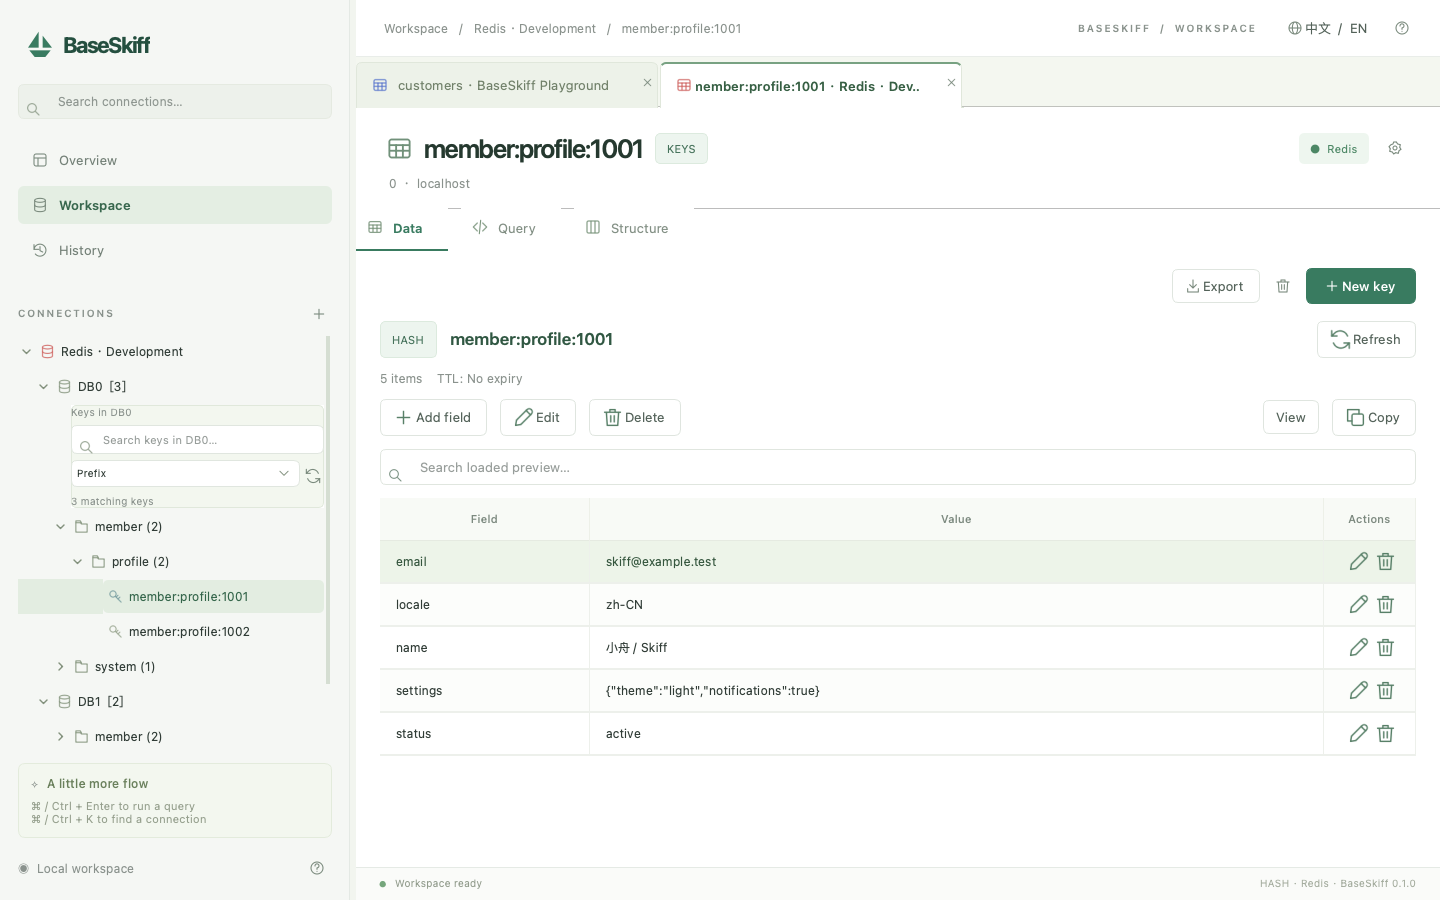 BaseSkiff
Search connections...
Overview
Workspace
History
CONNECTIONS
Redis · Development
DB0 [3]
Keys in DB0
Search keys in DB0...
Prefix
3 matching keys
member (2)
profile (2)
member:profile:1001
member:profile:1002
system (1)
DB1 [2]
member (2)
A little more flow
⌘ / Ctrl + Enter to run a query
⌘ / Ctrl + K to find a connection
Local workspace
Workspace / Redis · Development / member:profile:1001
BASESKIFF / WORKSPACE
中文 / EN
customers · BaseSkiff Playground
nember:profile:1001 · Redis · Dev..
member:profile:1001
KEYS
Redis
0 · localhost
Data
Query
Structure
Export
New key
HASH
member:profile:1001
Refresh
5 items TTL: No expiry
Add field
Edit
Delete
View
Copy
Search loaded preview...
Field Value Actions
email skiff@example.test
locale zh-CN
name 小舟 / Skiff
settings {"theme":"light","notifications":true}
status active
Workspace ready
HASH · Redis · BaseSkiff 0.1.0